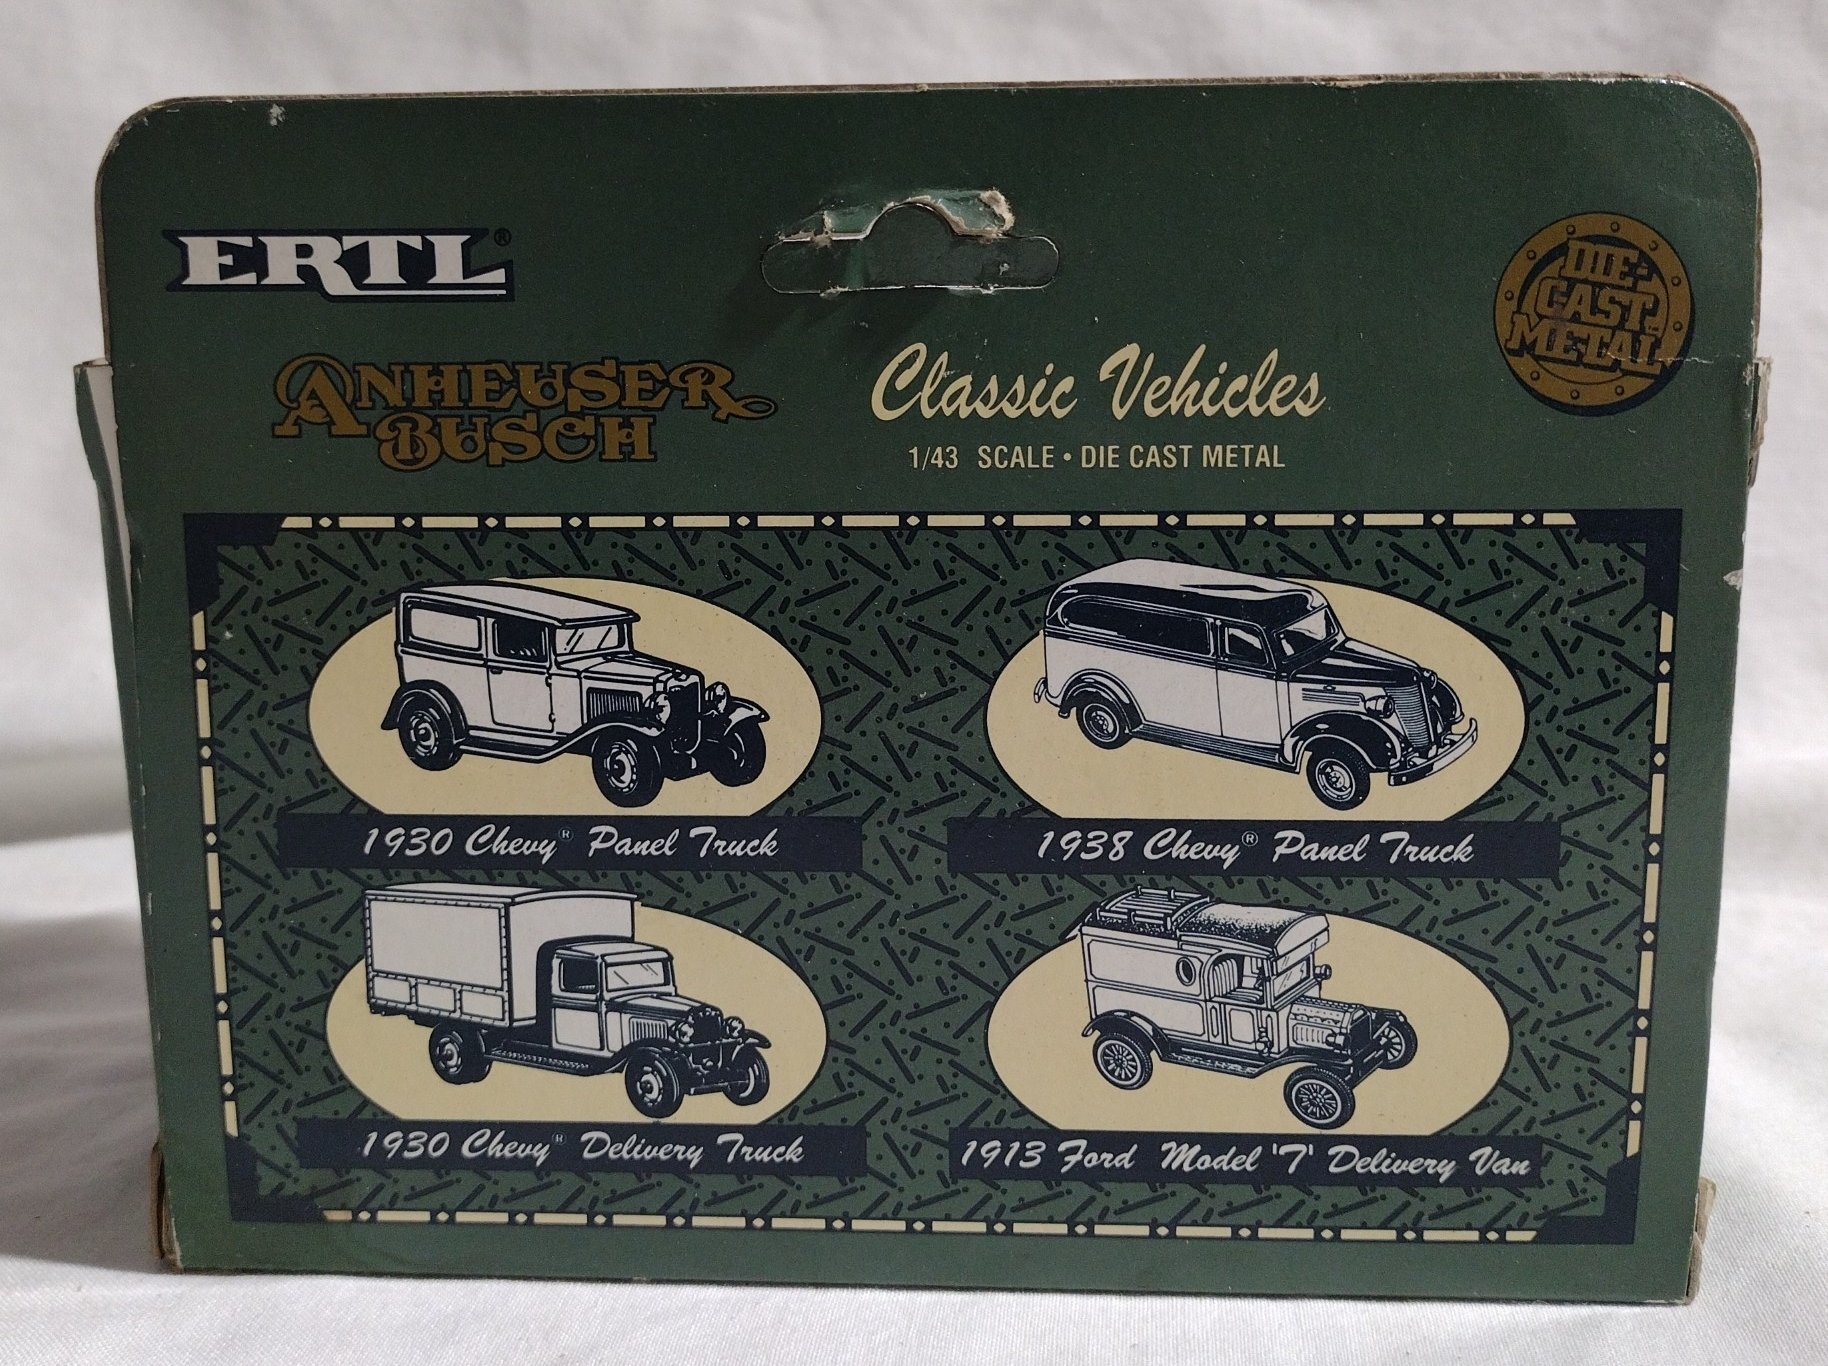 ERTL®
DIE-
CAST
METAL
ANHEUSER
BUSCH
Classic Vehicles
1/43 SCALE • DIE CAST METAL
1930 Chevy® Panel Truck
1938 Chevy® Panel Truck
1930 Chevy® Delivery Truck
1913 Ford Model 'T' Delivery Van